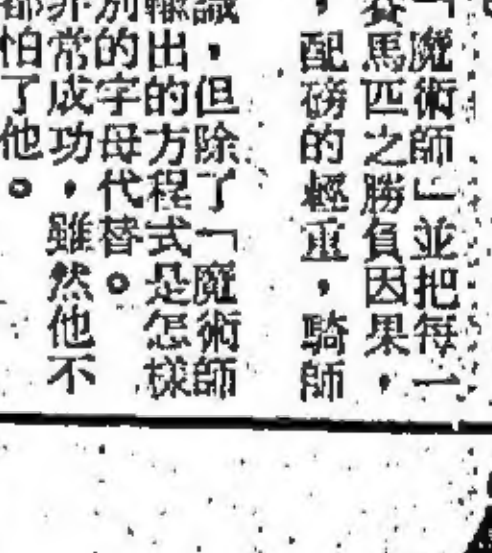 魔術師」並把每一
賽馬匹之勝負因果，
，配磅的輕重，騎師
識，但除了「魔術師
輸出的方程式是怎樣
別的字母代替。
非常成功，雖然他不
都怕了他。